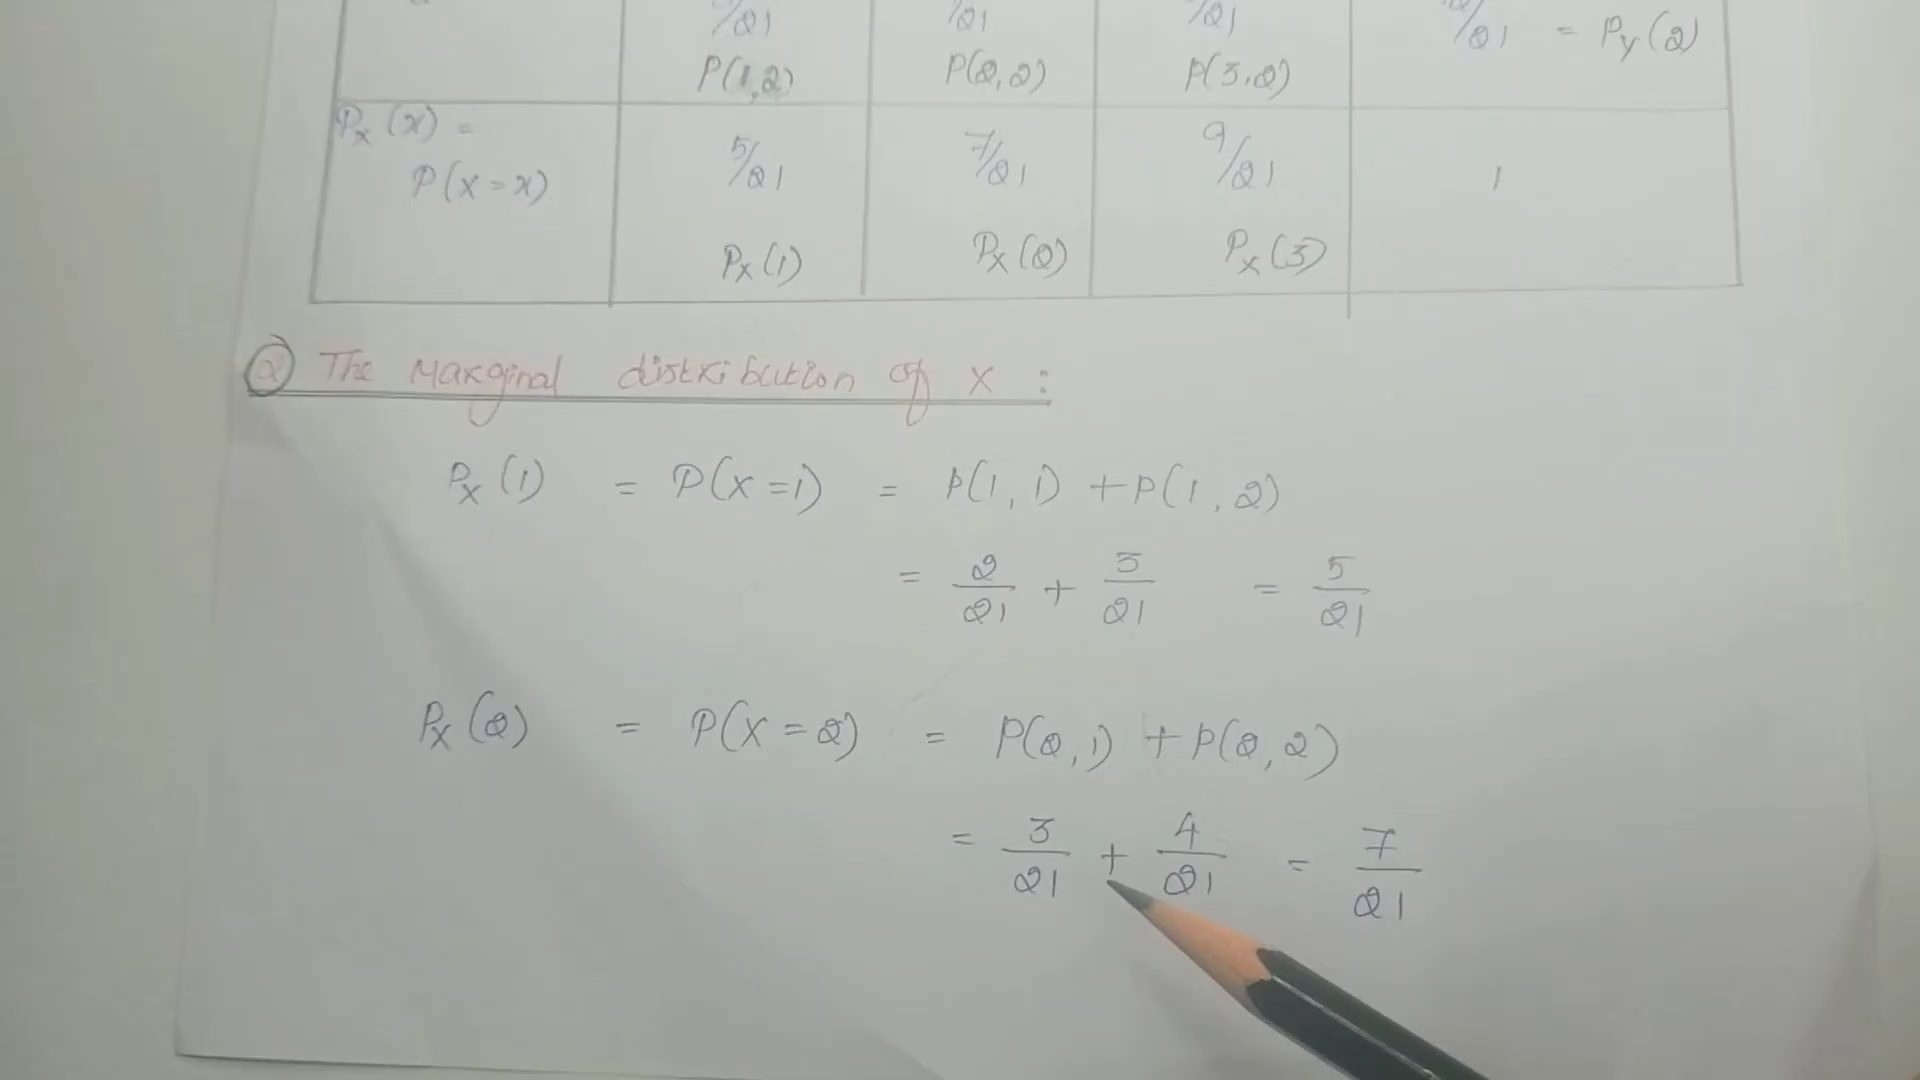 /21 /21 /21 /21 = Py(2)
P(1,2) P(2,2) P(3,2)
Px(x) =
P(X=x) 5/21 7/21 9/21 1
Px(1) Px(2) Px(3)
② The Marginal distribution of X :
Px(1) = P(X=1) = P(1,1) + P(1,2)
= 2/21 + 3/21 = 5/21
Px(2) = P(X=2) = P(2,1) + P(2,2)
= 3/21 + 4/21 = 7/21